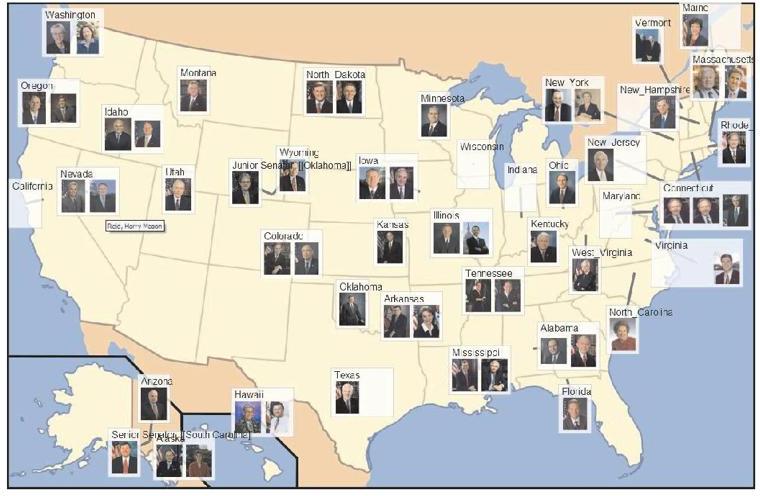 Maine
Washington
Vermont
Massachusetts
Montana
North_Dakota
Oregon
New_York
New_Hampshire
Minnesota
Idaho
Rhode_
New_Jersey
Wisconsin
Wyoming
Iowa
Junior Senator, [[Oklahoma]]
Ohio
Indiana
Nevada
Utah
California
Connecticut
Maryland
Illinois
Kansas
Kentucky
Reid, Harry Mason
Colorado
Virginia
West_Virginia
Tennessee
Oklahoma
Arkansas
North_Carolina
Alabama
Mississippi
Texas
Arizona
Florida
Hawaii
Senior Senator, [[South Carolina]]
Alaska